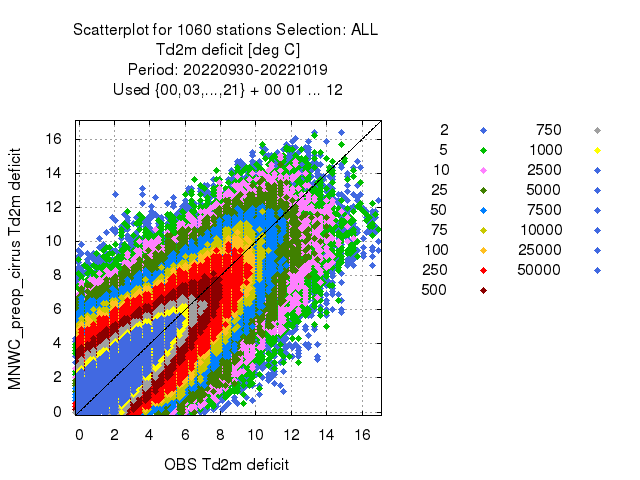 Scatterplot for 1060 stations Selection: ALL
Td2m deficit [deg C]
Period: 20220930-20221019
Used {00,03,...,21} + 00 01 ... 12
MNWC_preop_cirrus Td2m deficit
16
14
12
10
8
6
4
2
0
0 2 4 6 8 10 12 14 16
OBS Td2m deficit
2 750
5 1000
10 2500
25 5000
50 7500
75 10000
100 25000
250 50000
500